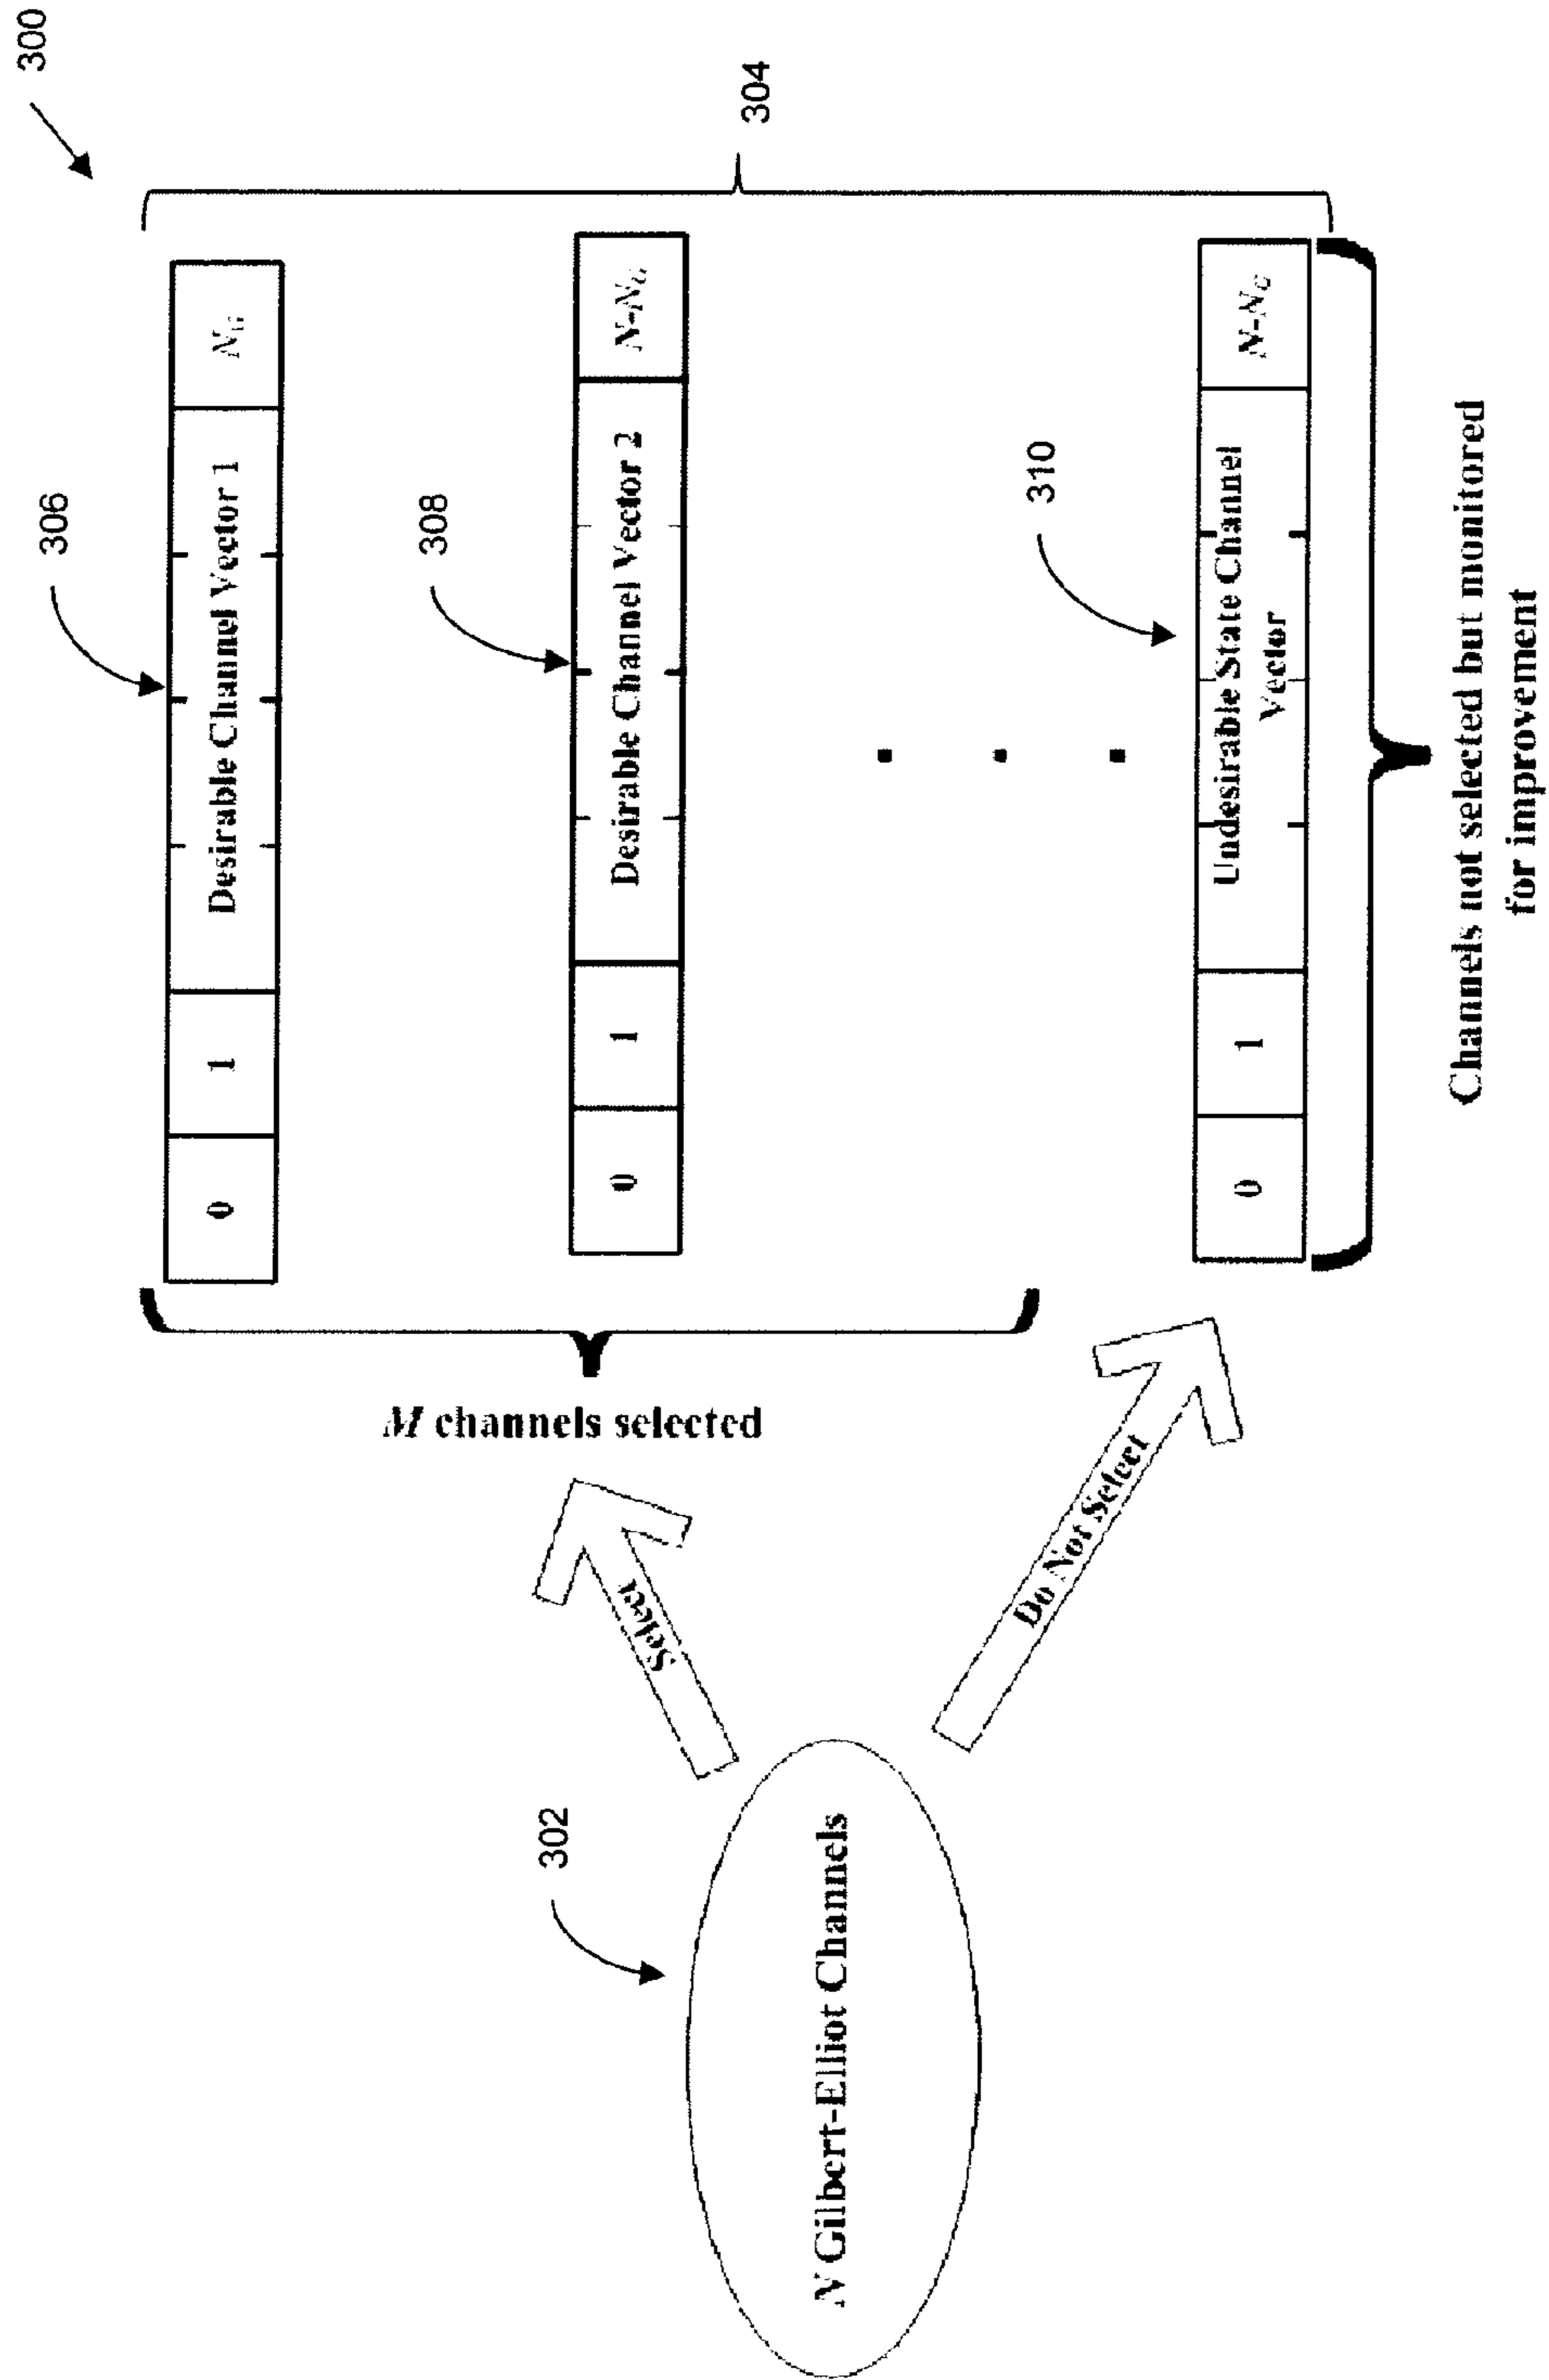 300
304
306
0 1 Desirable Channel Vector 1
308
0 1 Desirable Channel Vector 2 N-N_G
M channels selected
Select
302
N Gilbert-Elliot Channels
Do Not Select
310
0 1 Undesirable State Channel N-N_G
Vector
Channels not selected but monitored
for improvement